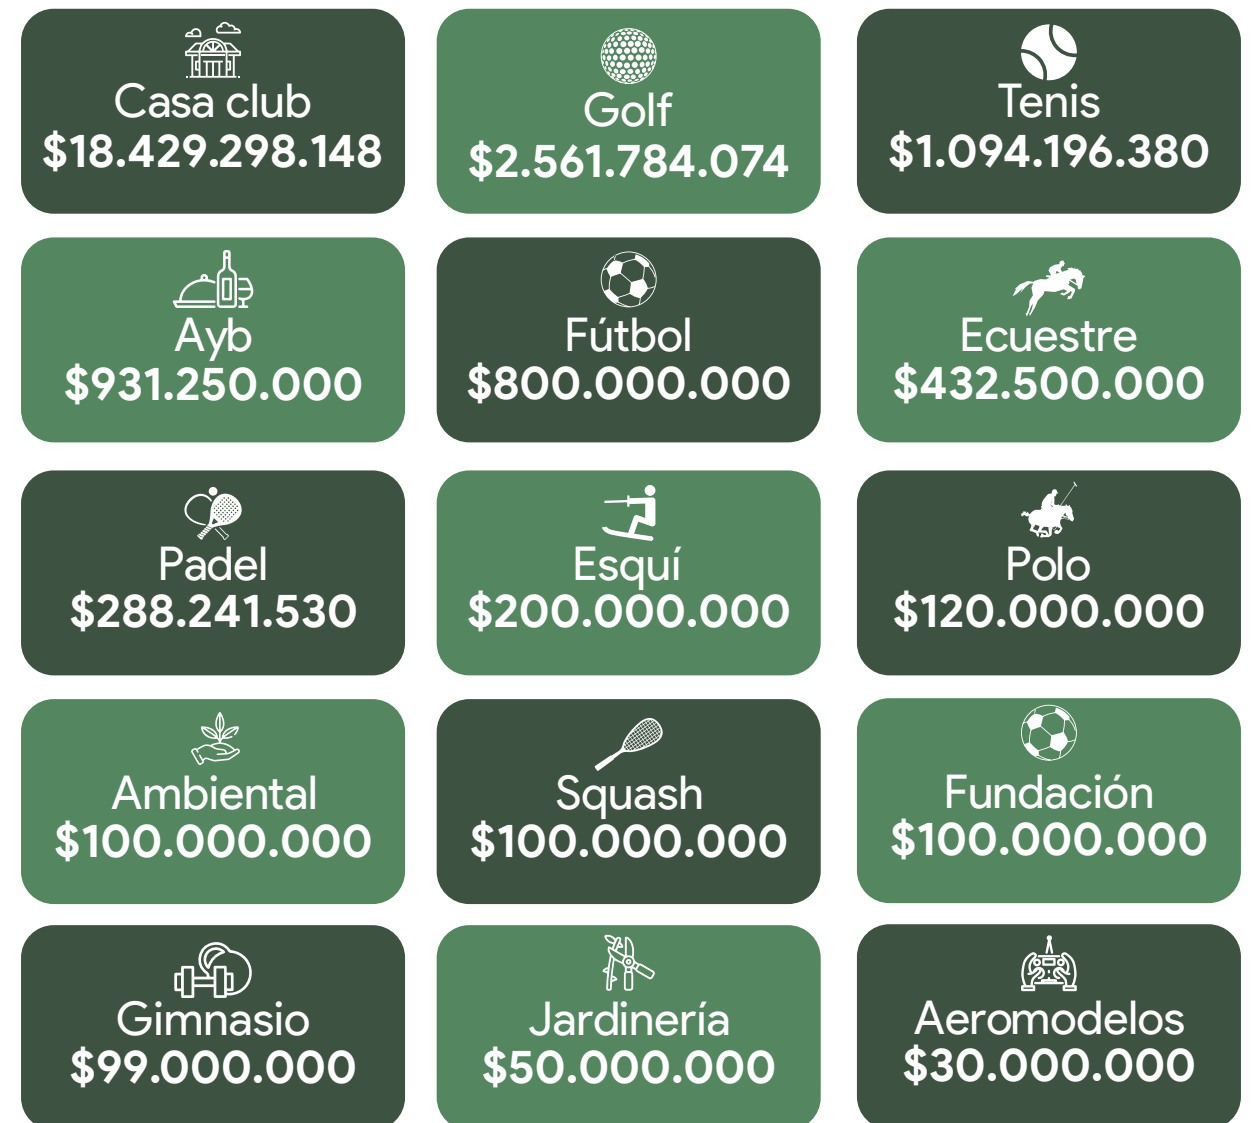 Casa club
$18.429.298.148
Golf
$2.561.784.074
Tenis
$1.094.196.380
Ayb
$931.250.000
Fútbol
$800.000.000
Ecuestre
$432.500.000
Padel
$288.241.530
Esquí
$200.000.000
Polo
$120.000.000
Ambiental
$100.000.000
Squash
$100.000.000
Fundación
$100.000.000
Gimnasio
$99.000.000
Jardinería
$50.000.000
Aeromodelos
$30.000.000